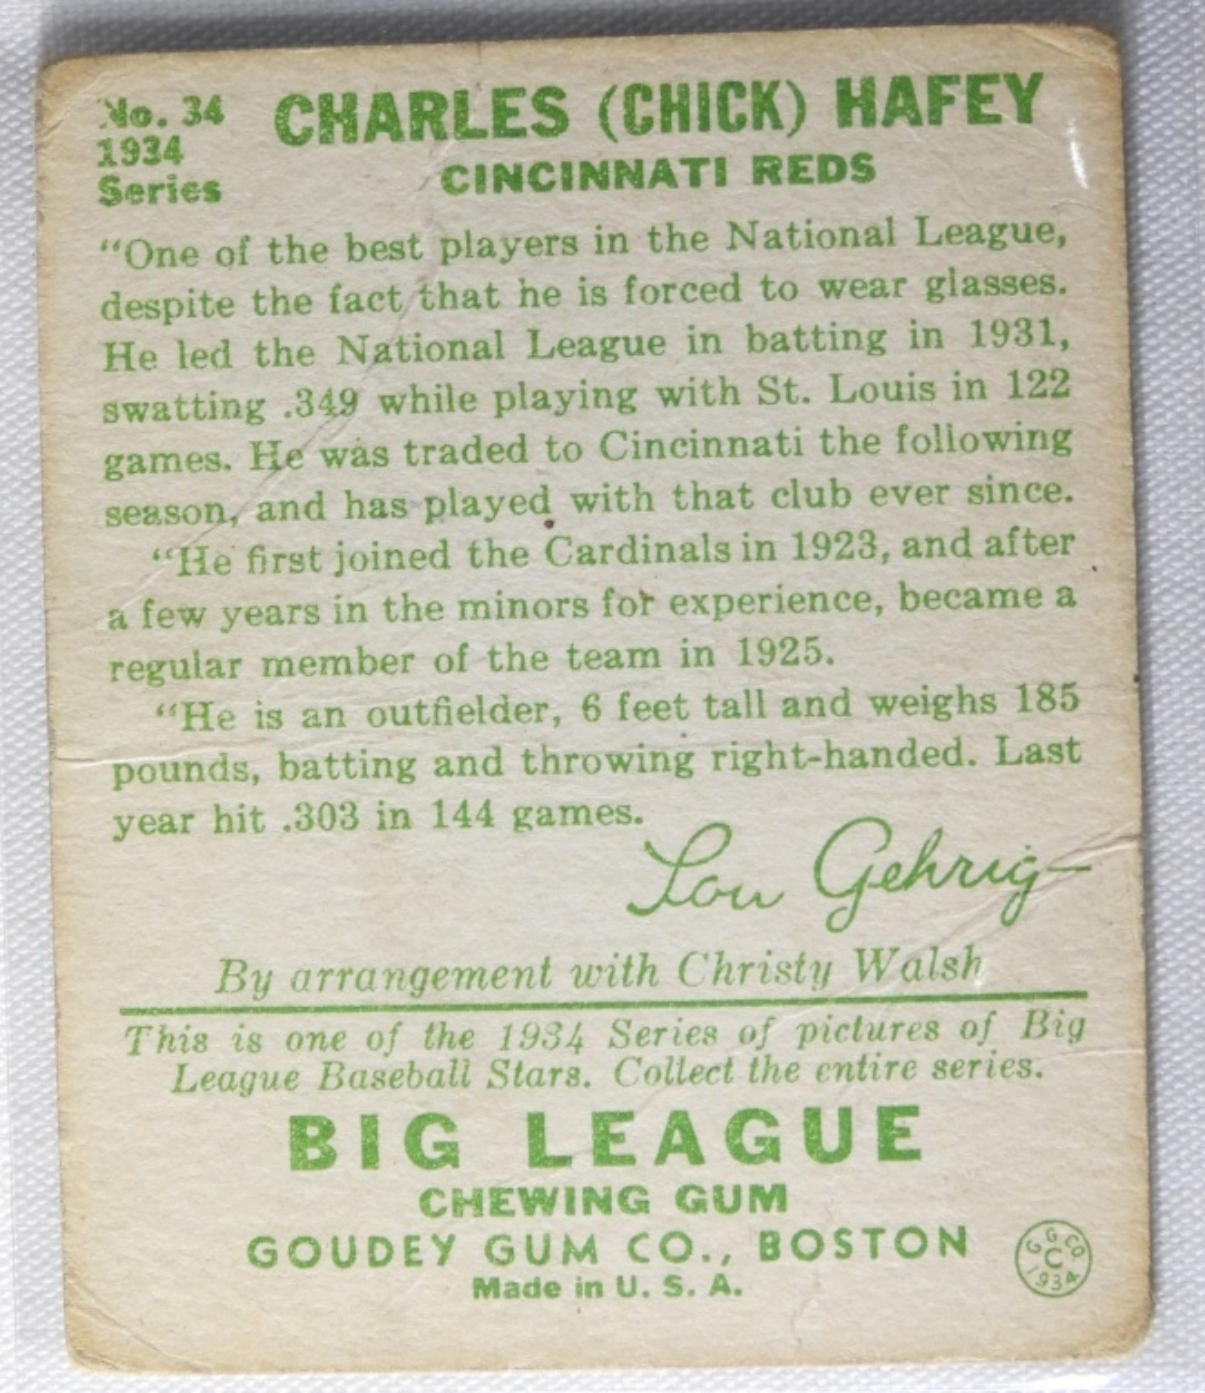 No. 34
1934
Series
CHARLES (CHICK) HAFEY
CINCINNATI REDS
“One of the best players in the National League,
despite the fact that he is forced to wear glasses.
He led the National League in batting in 1931,
swatting .349 while playing with St. Louis in 122
games. He was traded to Cincinnati the following
season, and has played with that club ever since.
“He first joined the Cardinals in 1923, and after
a few years in the minors for experience, became a
regular member of the team in 1925.
“He is an outfielder, 6 feet tall and weighs 185
pounds, batting and throwing right-handed. Last
year hit .303 in 144 games.
Lou Gehrig—
By arrangement with Christy Walsh
This is one of the 1934 Series of pictures of Big
League Baseball Stars. Collect the entire series.
BIG LEAGUE
CHEWING GUM
GOUDEY GUM CO., BOSTON
Made in U. S. A.
G. G. CO
C
1934